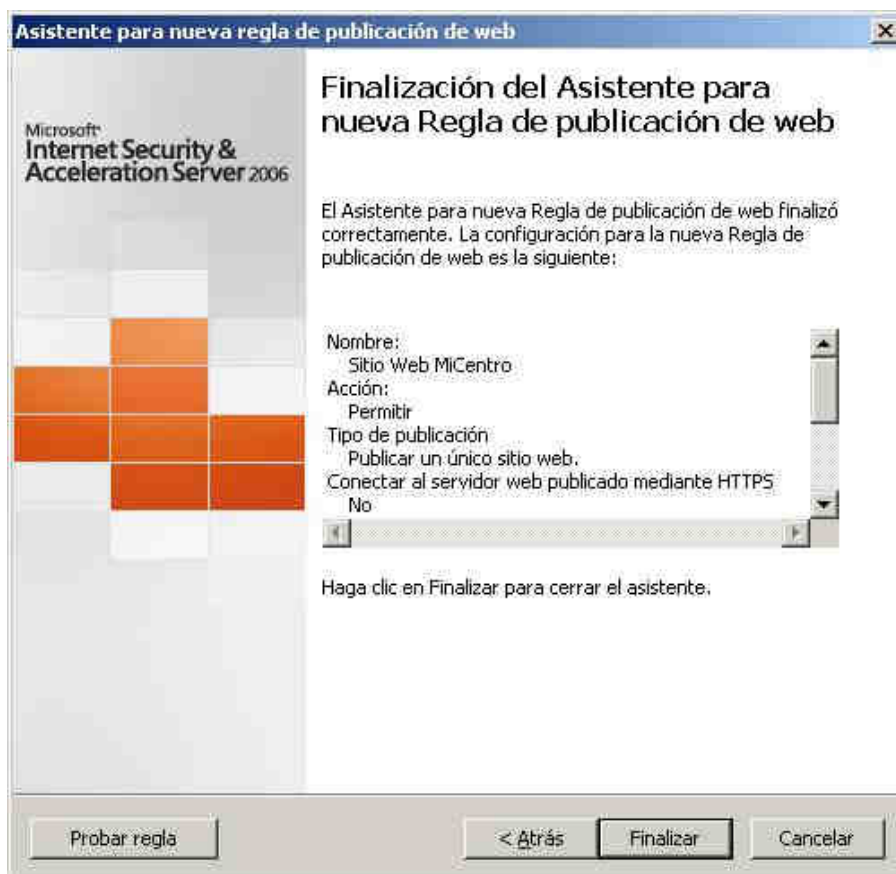 Asistente para nueva regla de publicación de web
Microsoft
Internet Security &
Acceleration Server 2006
Finalización del Asistente para
nueva Regla de publicación de web
El Asistente para nueva Regla de publicación de web finalizó
correctamente. La configuración para la nueva Regla de
publicación de web es la siguiente:
Nombre:
Sitio Web MiCentro
Acción:
Permitir
Tipo de publicación
Publicar un único sitio web.
Conectar al servidor web publicado mediante HTTPS
No
Haga clic en Finalizar para cerrar el asistente.
Probar regla
< Atrás
Finalizar
Cancelar